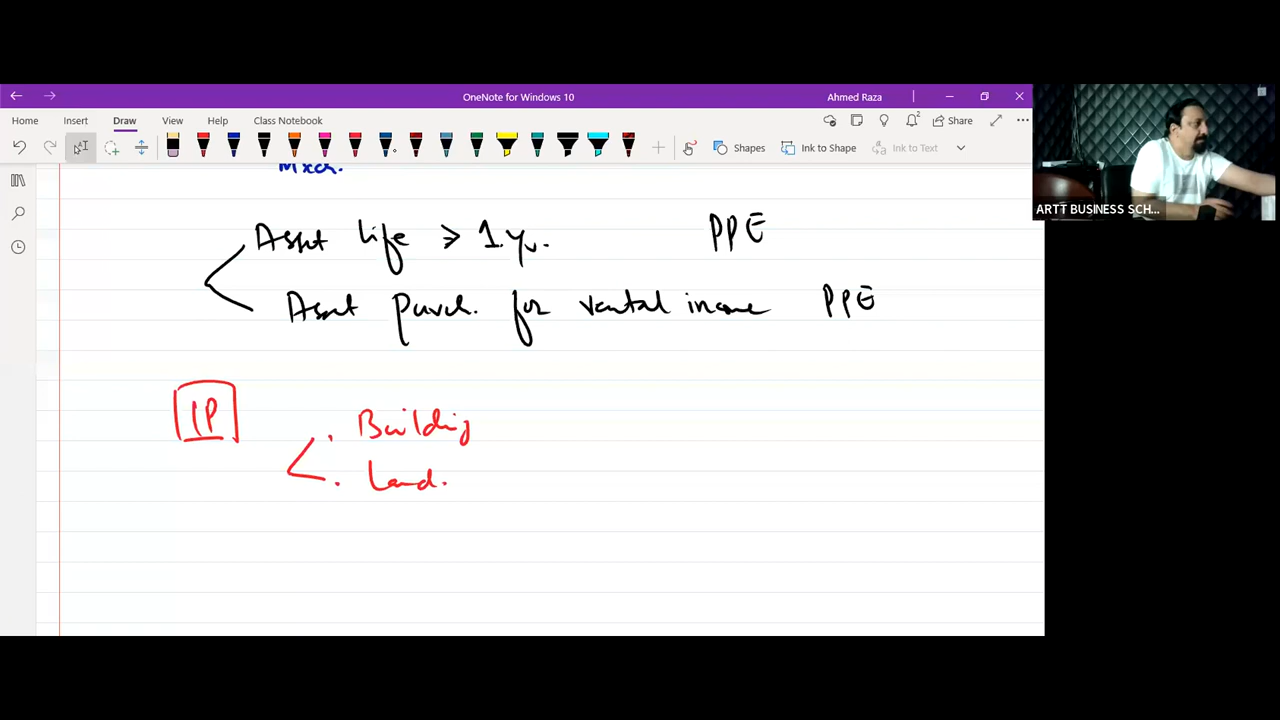 OneNote for Windows 10
Ahmed Raza
Home Insert Draw View Help Class Notebook
Share
Shapes Ink to Shape Ink to Text
Mach.
Asset life ⩾ 1 yr. PPE
Asset purch. for rental income PPE
IP
. Building
. Land.
ARTT BUSINESS SCH...